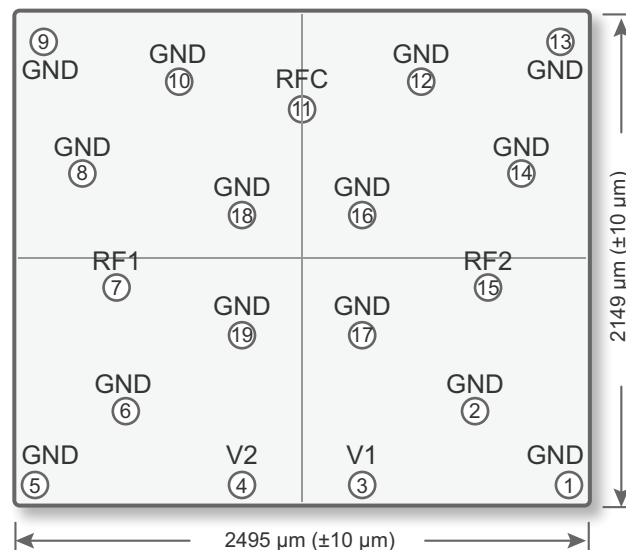 9
13
GND
GND
GND
GND
10
12
RFC
11
GND
GND
8
14
GND
GND
18
16
RF1
RF2
7
15
GND
GND
19
17
GND
GND
6
2
GND
V2
V1
GND
5
4
3
1
2149 µm (±10 µm)
2495 µm (±10 µm)